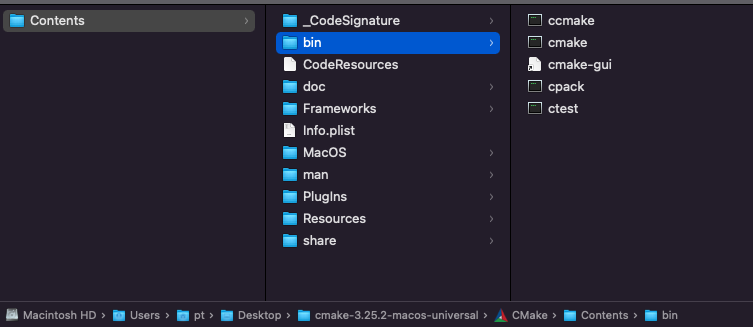 Contents
_CodeSignature
bin
CodeResources
doc
Frameworks
Info.plist
MacOS
man
PlugIns
Resources
share
ccmake
cmake
cmake-gui
cpack
ctest
Macintosh HD › Users › pt › Desktop › cmake-3.25.2-macos-universal › CMake › Contents › bin